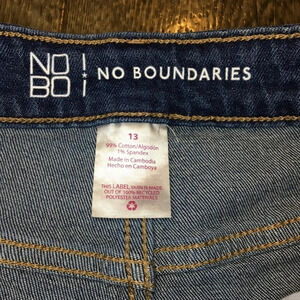 NO
BO
NO BOUNDARIES
13
99% Cotton/Algodón
1% Spandex
Made in Cambodia
Hecho en Camboya
THIS LABEL YARN IS MADE
OUT OF 100% RECYCLED
POLYESTER MATERIALS